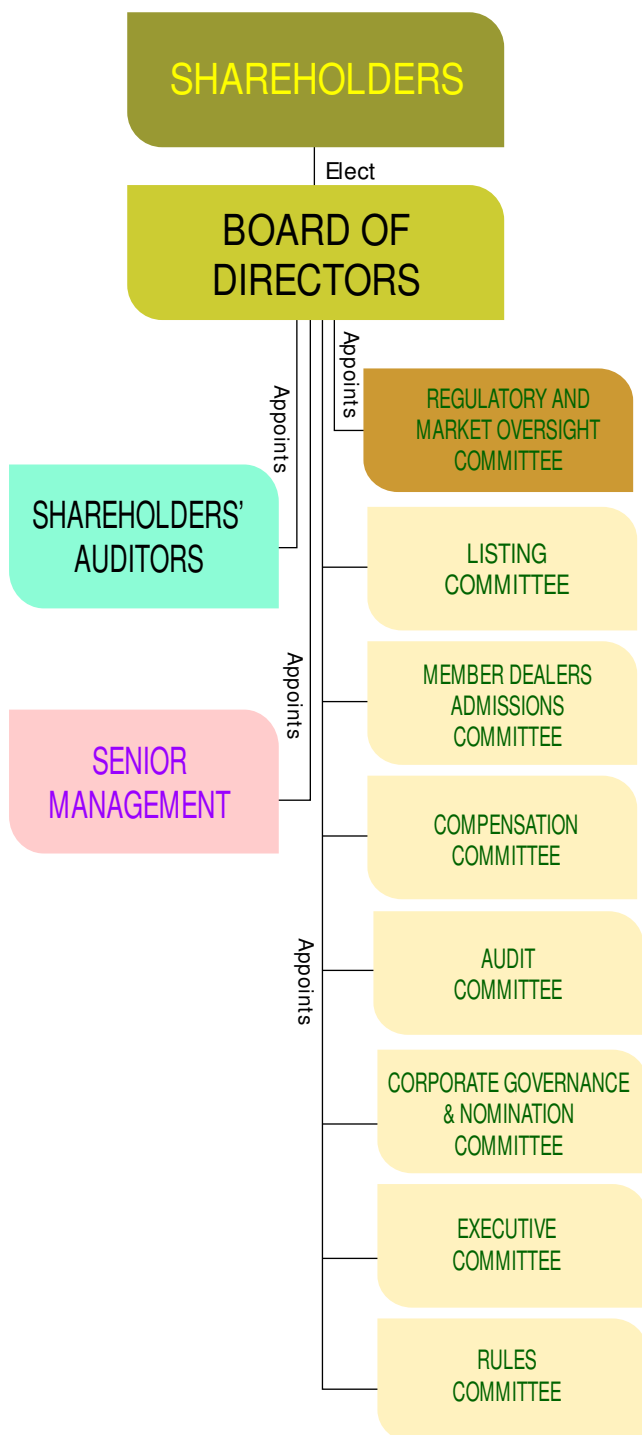 SHAREHOLDERS
Elect
BOARD OF
DIRECTORS
Appoints
REGULATORY AND
MARKET OVERSIGHT
COMMITTEE
Appoints
SHAREHOLDERS’
AUDITORS
LISTING
COMMITTEE
Appoints
MEMBER DEALERS
ADMISSIONS
COMMITTEE
SENIOR
MANAGEMENT
COMPENSATION
COMMITTEE
Appoints
AUDIT
COMMITTEE
CORPORATE GOVERNANCE
& NOMINATION
COMMITTEE
EXECUTIVE
COMMITTEE
RULES
COMMITTEE